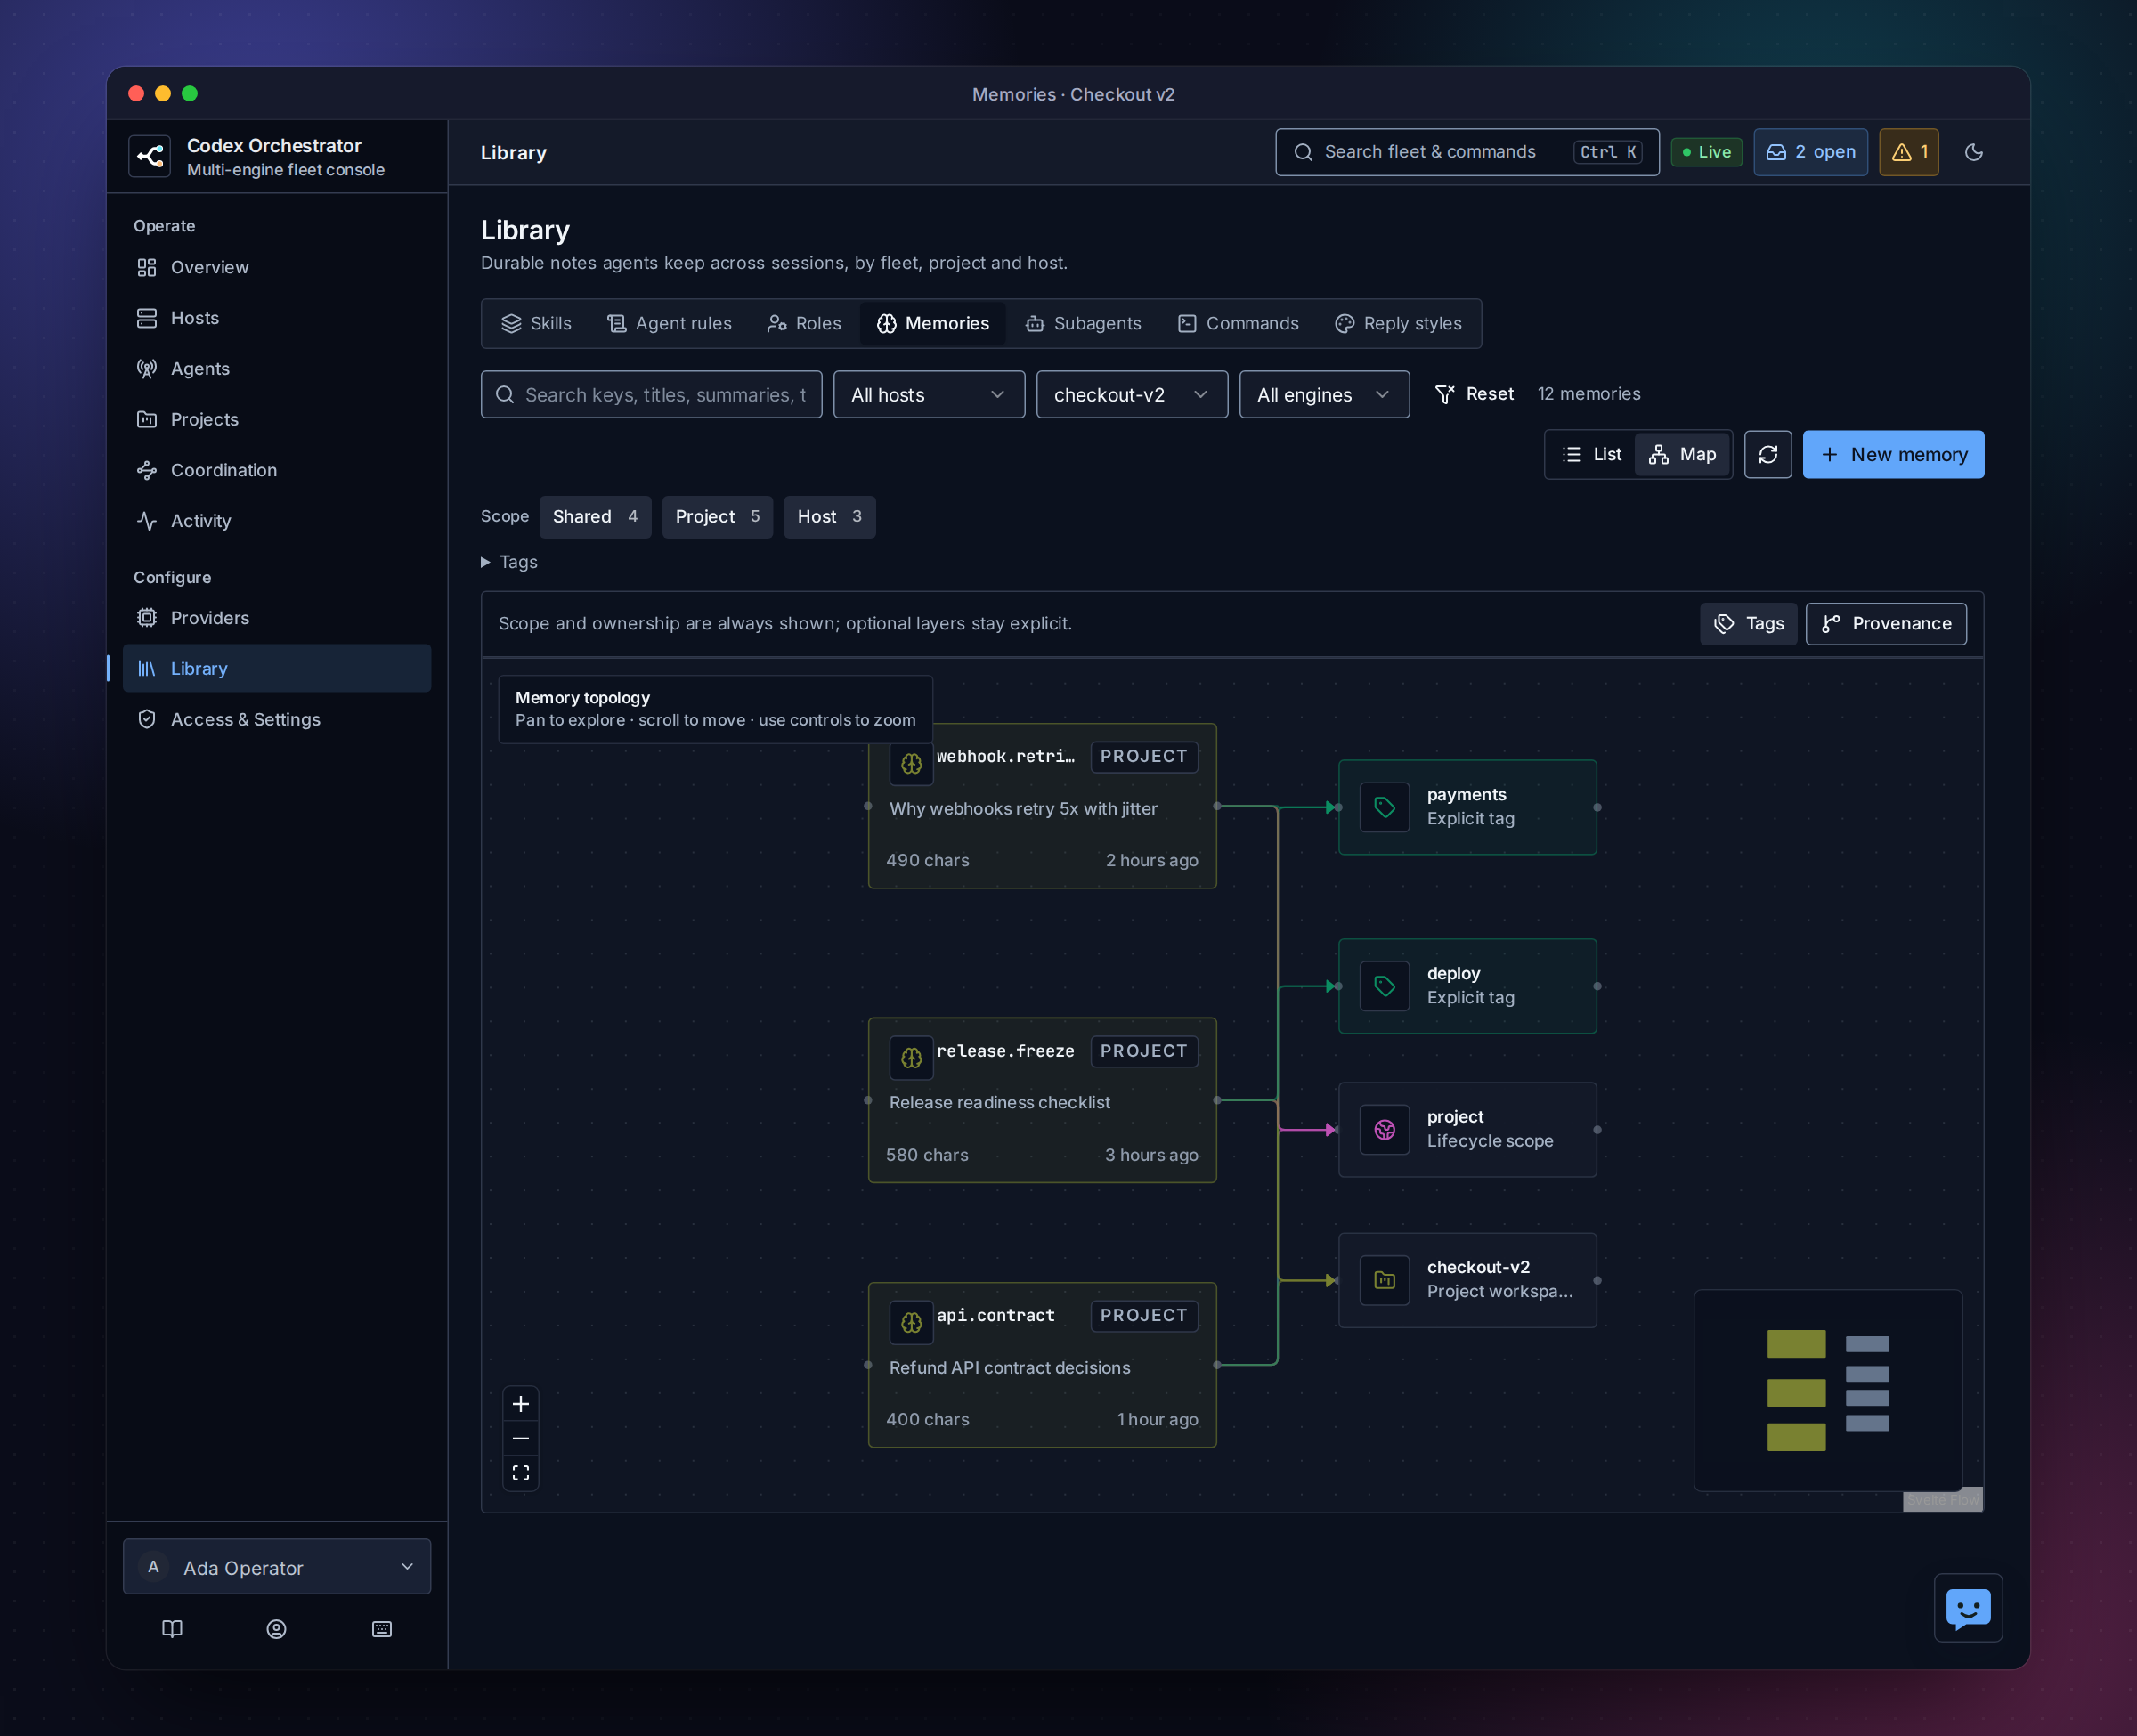 Memories · Checkout v2
Codex Orchestrator
Multi-engine fleet console
Library
Search fleet & commands
Ctrl K
Live
2 open
1
Operate
Overview
Hosts
Agents
Projects
Coordination
Activity
Configure
Providers
Library
Access & Settings
Ada Operator
A
Library
Durable notes agents keep across sessions, by fleet, project and host.
Skills
Agent rules
Roles
Memories
Subagents
Commands
Reply styles
Search keys, titles, summaries, t
All hosts
checkout-v2
All engines
Reset
12 memories
List
Map
New memory
Scope
Shared 4
Project 5
Host 3
Tags
Scope and ownership are always shown; optional layers stay explicit.
Tags
Provenance
Memory topology
Pan to explore · scroll to move · use controls to zoom
webhook.retri…
PROJECT
Why webhooks retry 5x with jitter
490 chars
2 hours ago
release.freeze
PROJECT
Release readiness checklist
580 chars
3 hours ago
api.contract
PROJECT
Refund API contract decisions
400 chars
1 hour ago
payments
Explicit tag
deploy
Explicit tag
project
Lifecycle scope
checkout-v2
Project workspa…
Svelte Flow